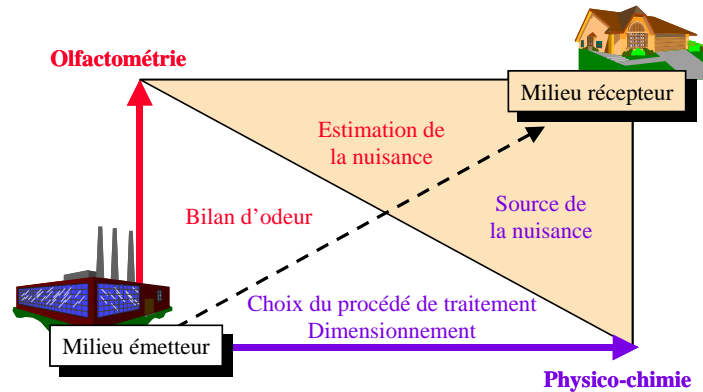 Olfactométrie
Milieu récepteur
Estimation de
la nuisance
Bilan d'odeur
Source de
la nuisance
Choix du procédé de traitement
Dimensionnement
Milieu émetteur
Physico-chimie